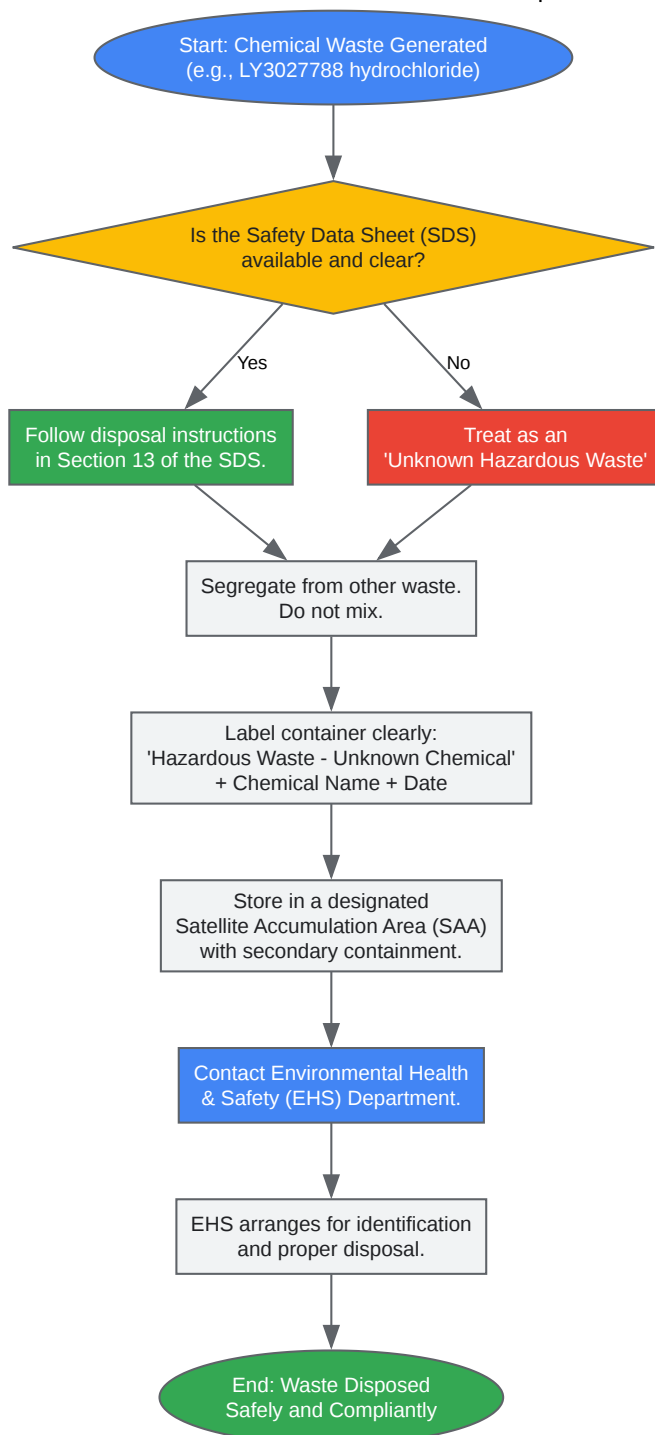 Start: Chemical Waste Generated
(e.g., LY3027788 hydrochloride)
Is the Safety Data Sheet (SDS)
available and clear?
Yes
No
Follow disposal instructions
in Section 13 of the SDS.
Treat as an
'Unknown Hazardous Waste'
Segregate from other waste.
Do not mix.
Label container clearly:
'Hazardous Waste - Unknown Chemical'
+ Chemical Name + Date
Store in a designated
Satellite Accumulation Area (SAA)
with secondary containment.
Contact Environmental Health
& Safety (EHS) Department.
EHS arranges for identification
and proper disposal.
End: Waste Disposed
Safely and Compliantly